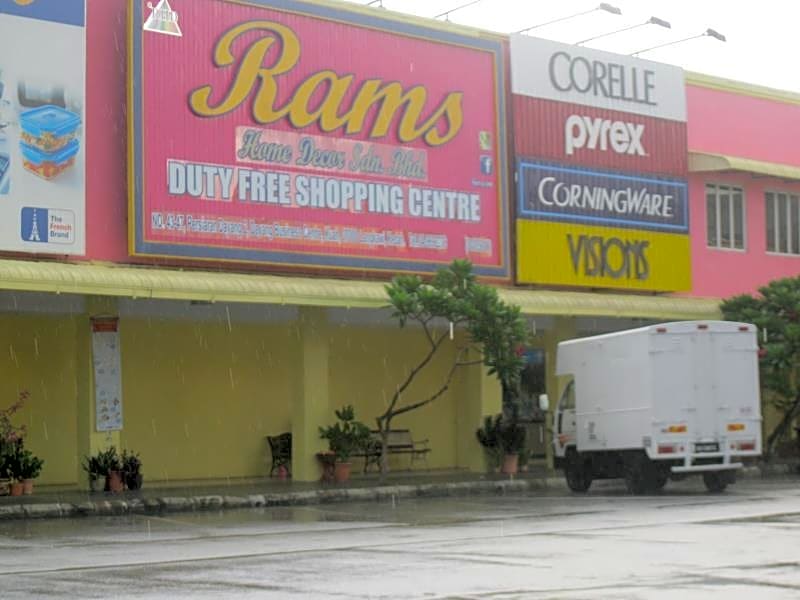 Rams
Home Decor Sdn. Bhd.
DUTY FREE SHOPPING CENTRE
CORELLE
pyrex
CORNINGWARE
VISIONS
The
French
Brand